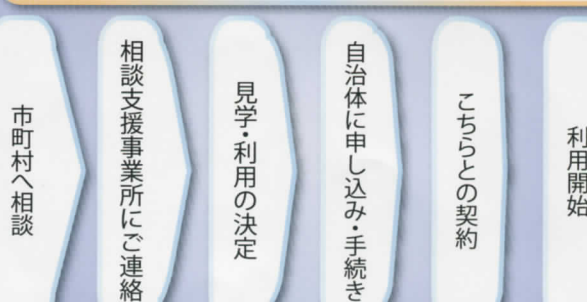 市町村へ相談
相談支援事業所にご連絡
見学・利用の決定
自治体に申し込み・手続き
こちらとの契約
利用開始